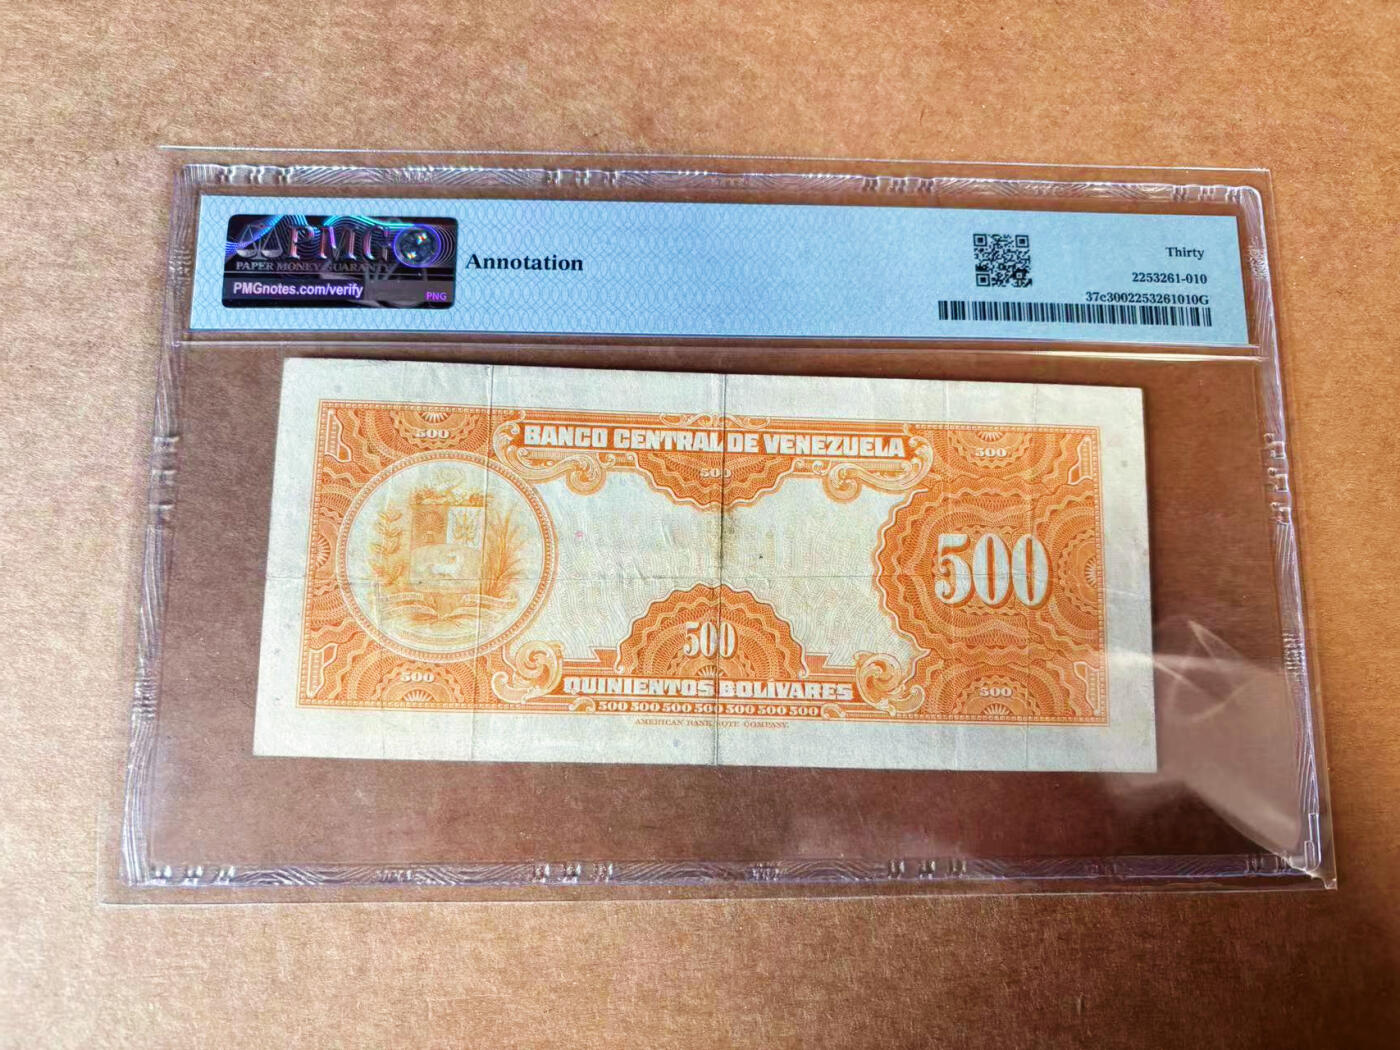 PMG
PAPER MONEY GUARANTY
PMGnotes.com/verify
PNG
Annotation
Thirty
2253261-010
37c3002253261010G
BANCO CENTRAL DE VENEZUELA
500
500
500
500
500
QUINIENTOS BOLÍVARES
500
500
500 500 500 500 500 500 500
AMERICAN BANK NOTE COMPANY.